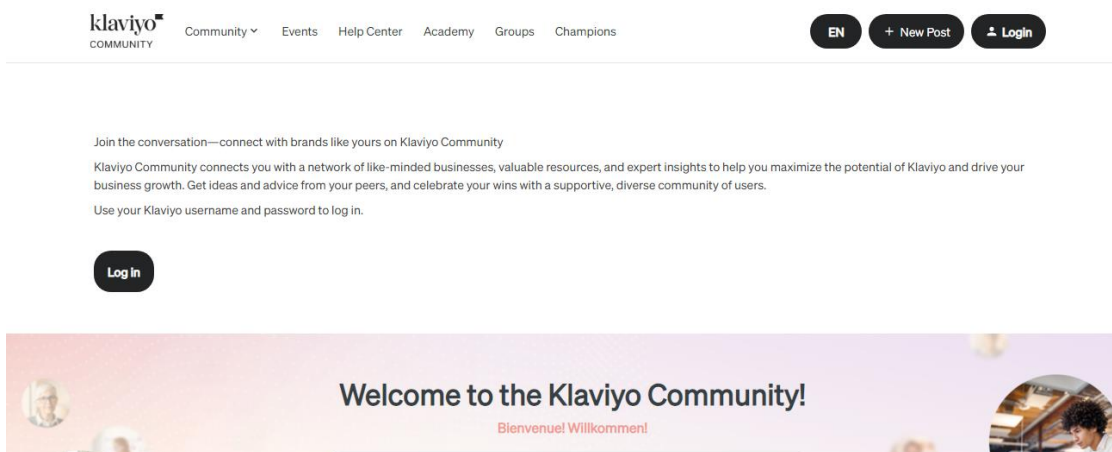 klaviyo
COMMUNITY
Community
Events
Help Center
Academy
Groups
Champions
EN
+ New Post
Login
Join the conversation—connect with brands like yours on Klaviyo Community
Klaviyo Community connects you with a network of like-minded businesses, valuable resources, and expert insights to help you maximize the potential of Klaviyo and drive your
business growth. Get ideas and advice from your peers, and celebrate your wins with a supportive, diverse community of users.
Use your Klaviyo username and password to log in.
Log in
Welcome to the Klaviyo Community!
Bienvenue! Willkommen!